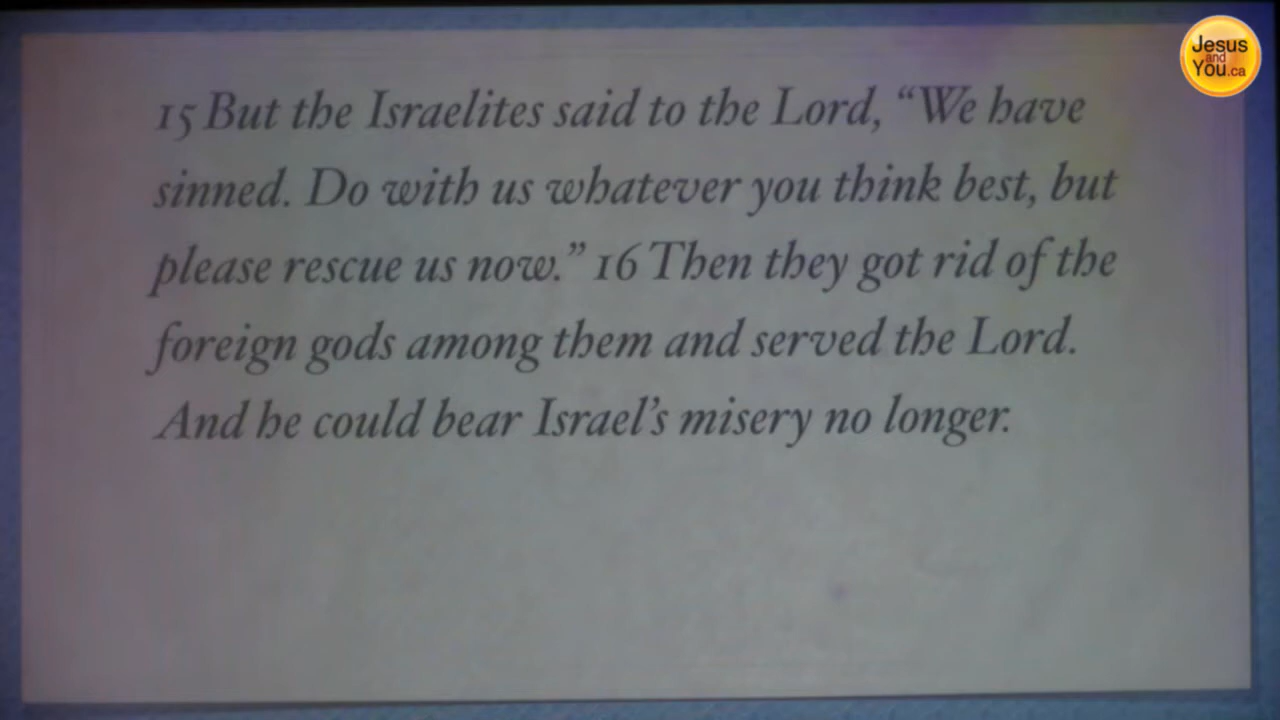 Jesus
and
You.ca
15 But the Israelites said to the Lord, “We have
sinned. Do with us whatever you think best, but
please rescue us now.” 16 Then they got rid of the
foreign gods among them and served the Lord.
And he could bear Israel’s misery no longer.